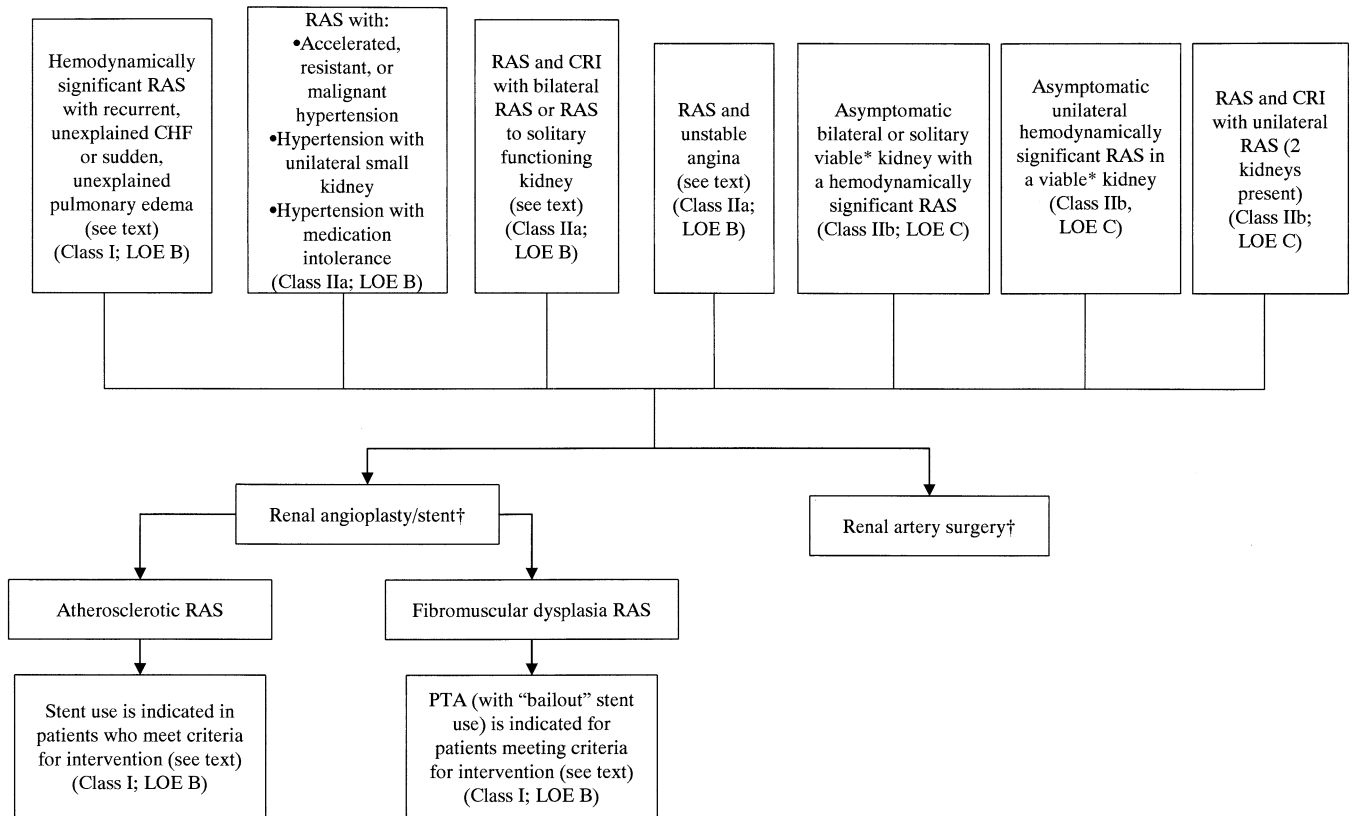 Hemodynamically
significant RAS
with recurrent,
unexplained CHF
or sudden,
unexplained
pulmonary edema
(see text)
(Class I; LOE B)
RAS with:
•Accelerated,
resistant, or
malignant
hypertension
•Hypertension with
unilateral small
kidney
•Hypertension with
medication
intolerance
(Class IIa; LOE B)
RAS and CRI
with bilateral
RAS or RAS
to solitary
functioning
kidney
(see text)
(Class IIa;
LOE B)
RAS and
unstable
angina
(see text)
(Class IIa;
LOE B)
Asymptomatic
bilateral or solitary
viable* kidney with
a hemodynamically
significant RAS
(Class IIb; LOE C)
Asymptomatic
unilateral
hemodynamically
significant RAS in
a viable* kidney
(Class IIb,
LOE C)
RAS and CRI
with unilateral
RAS (2
kidneys
present)
(Class IIb;
LOE C)
Renal angioplasty/stent†
Renal artery surgery†
Atherosclerotic RAS
Fibromuscular dysplasia RAS
Stent use is indicated in
patients who meet criteria
for intervention (see text)
(Class I; LOE B)
PTA (with “bailout” stent
use) is indicated for
patients meeting criteria
for intervention (see text)
(Class I; LOE B)